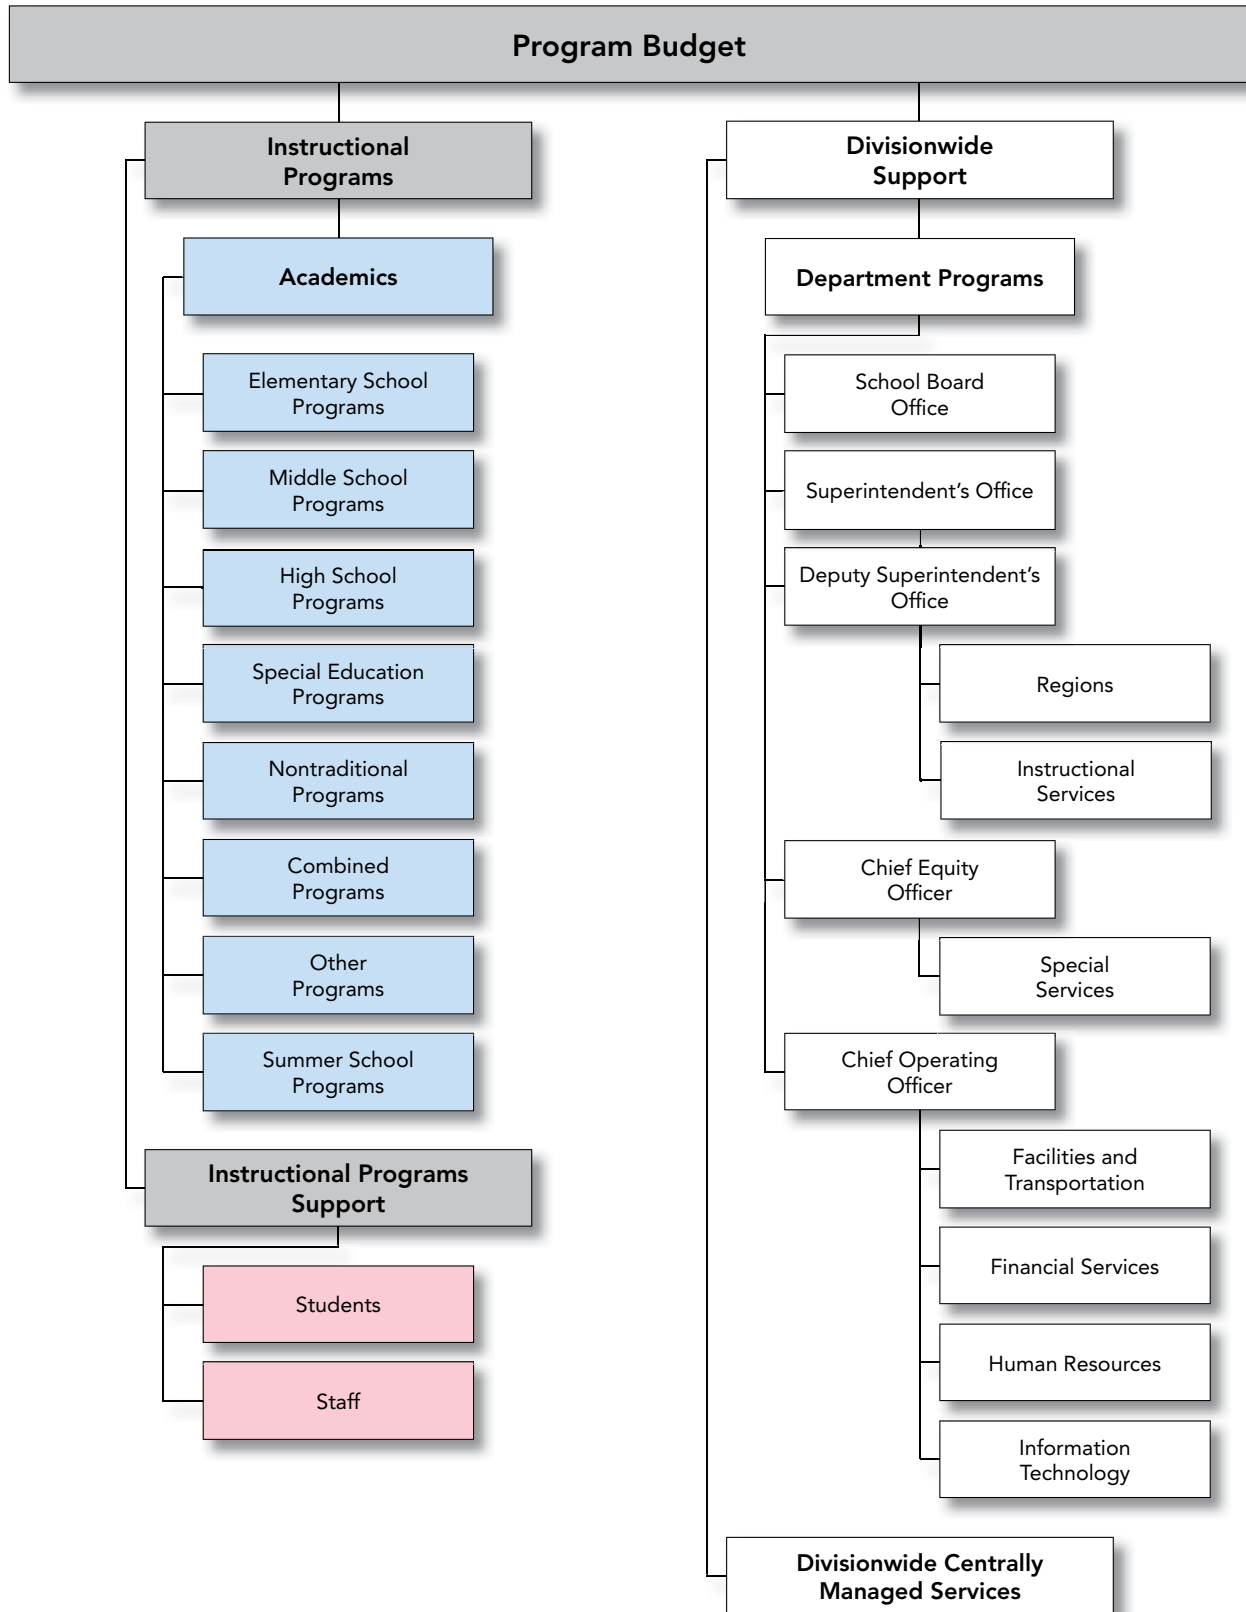 Program Budget
Instructional
Programs
Academics
Elementary School
Programs
Middle School
Programs
High School
Programs
Special Education
Programs
Nontraditional
Programs
Combined
Programs
Other
Programs
Summer School
Programs
Instructional Programs
Support
Students
Staff
Divisionwide
Support
Department Programs
School Board
Office
Superintendent's Office
Deputy Superintendent's
Office
Regions
Instructional
Services
Chief Equity
Officer
Special
Services
Chief Operating
Officer
Facilities and
Transportation
Financial Services
Human Resources
Information
Technology
Divisionwide Centrally
Managed Services